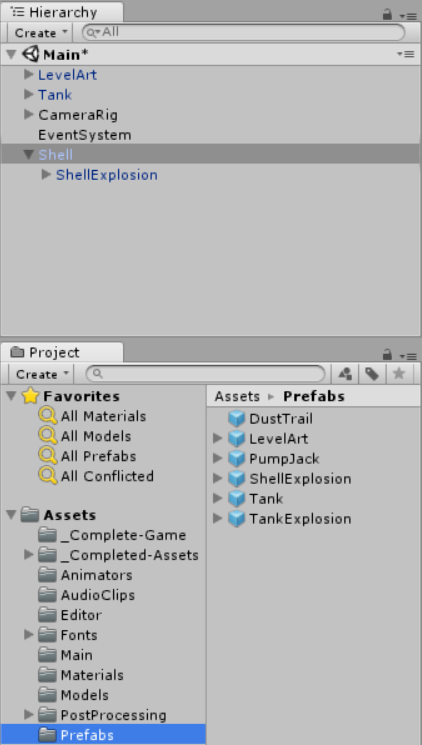 Hierarchy
Create All
Main*
LevelArt
Tank
CameraRig
EventSystem
Shell
ShellExplosion
Project
Create
Favorites
All Materials
All Models
All Prefabs
All Conflicted
Assets
_Complete-Game
_Completed-Assets
Animators
AudioClips
Editor
Fonts
Main
Materials
Models
PostProcessing
Prefabs
Assets Prefabs
DustTrail
LevelArt
PumpJack
ShellExplosion
Tank
TankExplosion